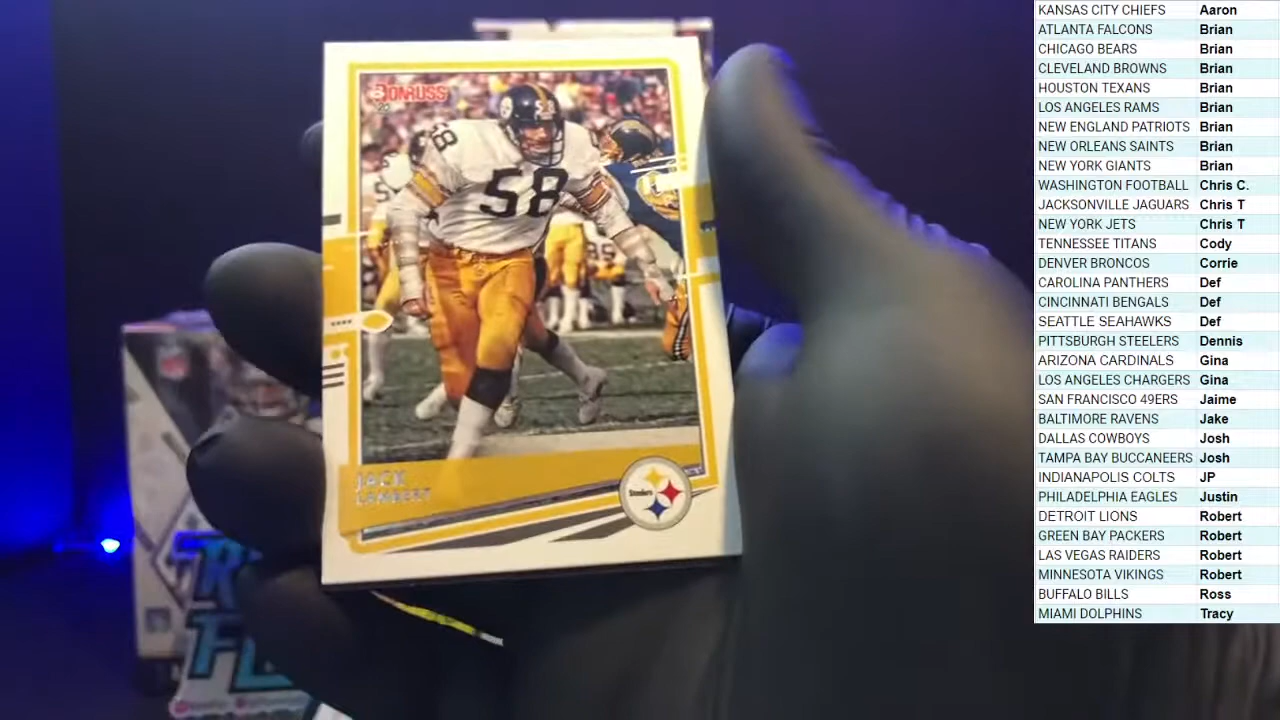 DONRUSS
58
58
58
JACK
LAMBERT
Steelers
KANSAS CITY CHIEFS Aaron
ATLANTA FALCONS Brian
CHICAGO BEARS Brian
CLEVELAND BROWNS Brian
HOUSTON TEXANS Brian
LOS ANGELES RAMS Brian
NEW ENGLAND PATRIOTS Brian
NEW ORLEANS SAINTS Brian
NEW YORK GIANTS Brian
WASHINGTON FOOTBALL Chris C.
JACKSONVILLE JAGUARS Chris T
NEW YORK JETS Chris T
TENNESSEE TITANS Cody
DENVER BRONCOS Corrie
CAROLINA PANTHERS Def
CINCINNATI BENGALS Def
SEATTLE SEAHAWKS Def
PITTSBURGH STEELERS Dennis
ARIZONA CARDINALS Gina
LOS ANGELES CHARGERS Gina
SAN FRANCISCO 49ERS Jaime
BALTIMORE RAVENS Jake
DALLAS COWBOYS Josh
TAMPA BAY BUCCANEERS Josh
INDIANAPOLIS COLTS JP
PHILADELPHIA EAGLES Justin
DETROIT LIONS Robert
GREEN BAY PACKERS Robert
LAS VEGAS RAIDERS Robert
MINNESOTA VIKINGS Robert
BUFFALO BILLS Ross
MIAMI DOLPHINS Tracy